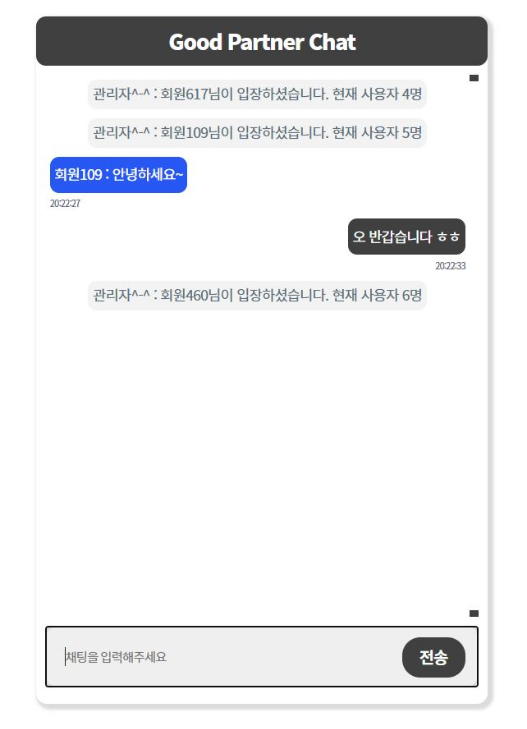 Good Partner Chat
관리자^-^ : 회원617님이 입장하셨습니다. 현재 사용자 4명
관리자^-^ : 회원109님이 입장하셨습니다. 현재 사용자 5명
회원109 : 안녕하세요~
20:22:27
오 반갑습니다 ㅎㅎ
20:22:33
관리자^-^ : 회원460님이 입장하셨습니다. 현재 사용자 6명
채팅을 입력해주세요
전송